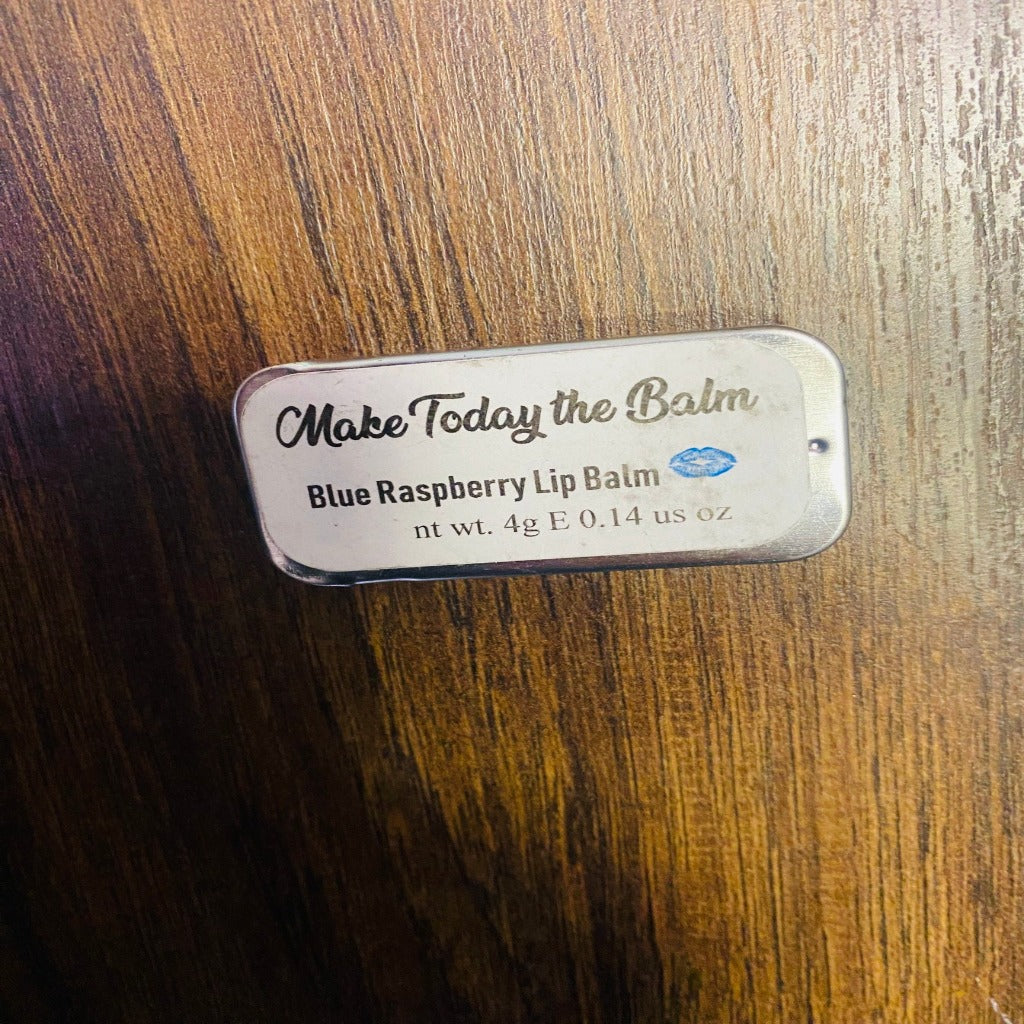 Make Today the Balm
Blue Raspberry Lip Balm
nt wt. 4g E 0.14 us oz